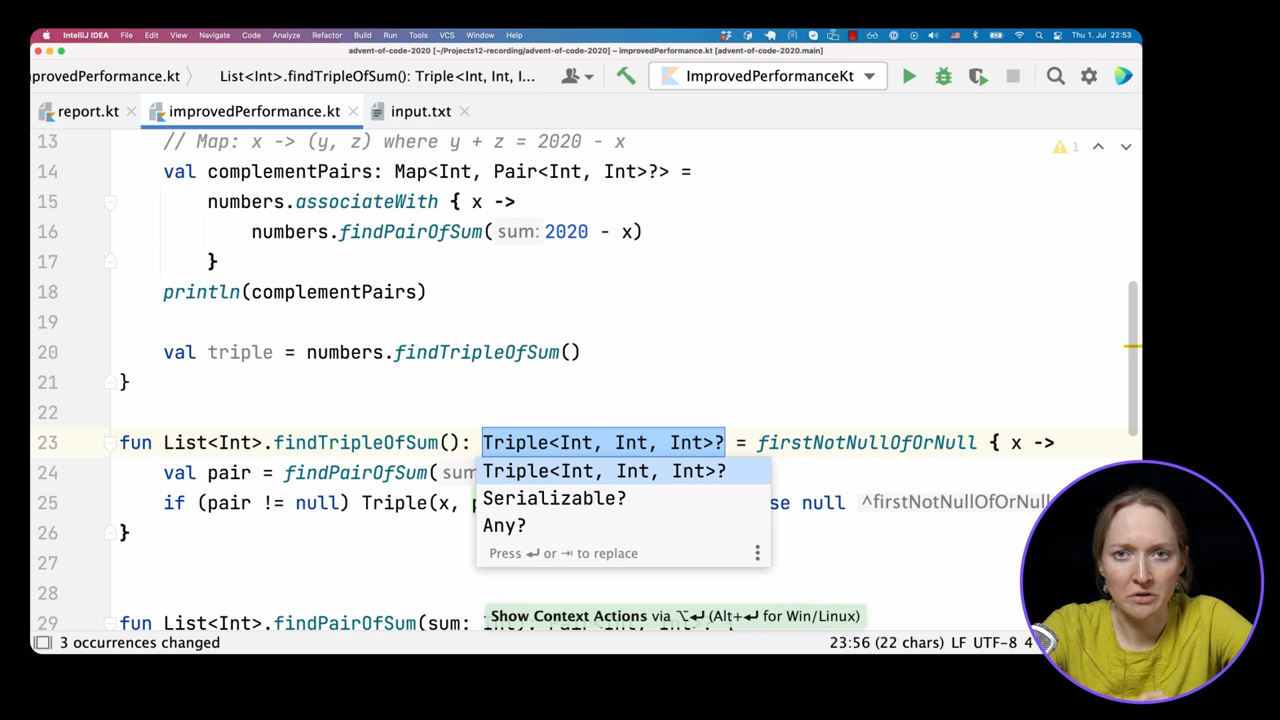 IntelliJ IDEA File Edit View Navigate Code Analyze Refactor Build Run Tools VCS Window Help Thu 1. Jul 22:53
advent-of-code-2020 [~/Projects12-recording/advent-of-code-2020] – improvedPerformance.kt [advent-of-code-2020.main]
nprovedPerformance.kt List<Int>.findTripleOfSum(): Triple<Int, Int, I... ImprovedPerformanceKt
report.kt improvedPerformance.kt input.txt
13 // Map: x -> (y, z) where y + z = 2020 - x 1
14 val complementPairs: Map<Int, Pair<Int, Int>?> =
15 numbers.associateWith { x ->
16 numbers.findPairOfSum( sum: 2020 - x)
17 }
18 println(complementPairs)
19
20 val triple = numbers.findTripleOfSum()
21 }
22
23 fun List<Int>.findTripleOfSum(): Triple<Int, Int, Int>? = firstNotNullOfOrNull { x ->
24 val pair = findPairOfSum( sum
Triple<Int, Int, Int>?
Serializable?
25 if (pair != null) Triple(x, se null ^firstNotNullOfOrNull
Any?
26 }
Press ↵ or ⇥ to replace
27
28
Show Context Actions via ⌥↵ (Alt+↵ for Win/Linux)
29 fun List<Int>.findPairOfSum(sum: Int): Pair<Int, Int>? {
3 occurrences changed 23:56 (22 chars) LF UTF-8 4